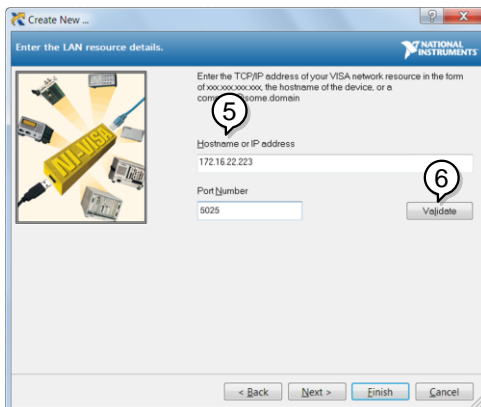 Create New ...
Enter the LAN resource details.
NATIONAL
INSTRUMENTS
Enter the TCP/IP address of your VISA network resource in the form
of xxx.xxx.xxx.xxx, the hostname of the device, or a
some.domain
5
Hostname or IP address
172.16.22.223
6
Port Number
5025
Validate
NI-VISA
< Back
Next >
Finish
Cancel